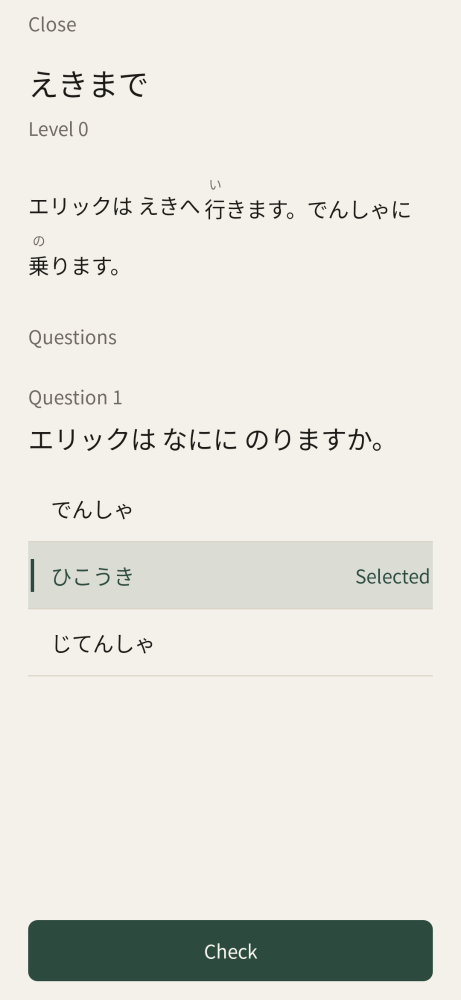 Close
えきまで
Level 0
い
エリックは えきへ 行きます。でんしゃに
の
乗ります。
Questions
Question 1
エリックは なにに のりますか。
でんしゃ
ひこうき Selected
じてんしゃ
Check